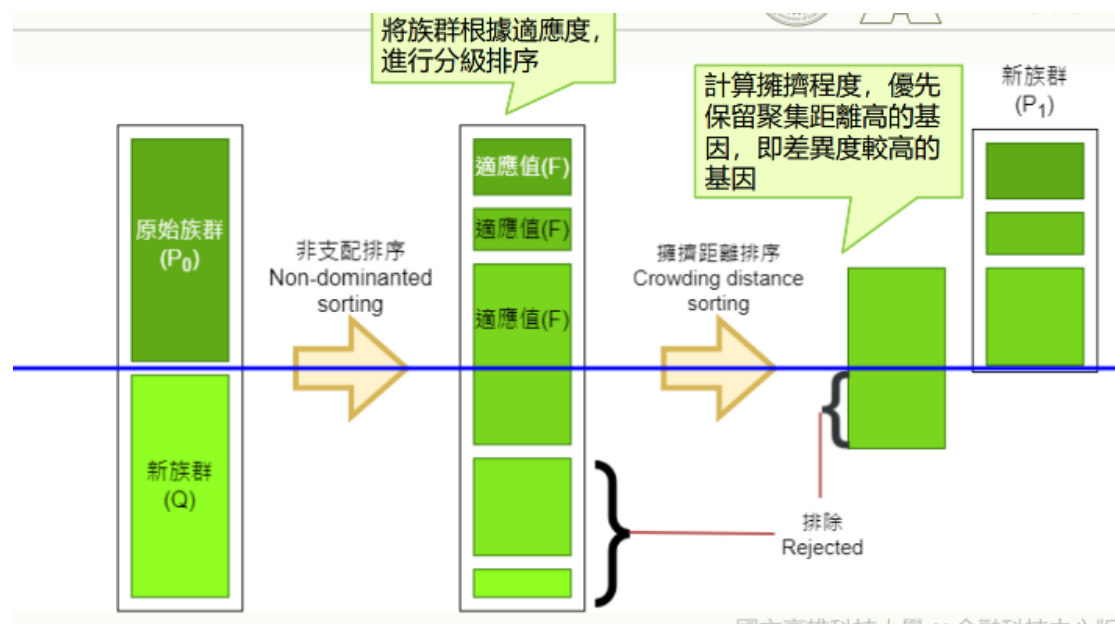 將族群根據適應度，
進行分級排序
計算擁擠程度，優先
保留聚集距離高的基
因，即差異度較高的
基因
新族群
(P1)
原始族群
(P0)
非支配排序
Non-dominanted
sorting
適應值(F)
適應值(F)
適應值(F)
擁擠距離排序
Crowding distance
sorting
新族群
(Q)
排除
Rejected